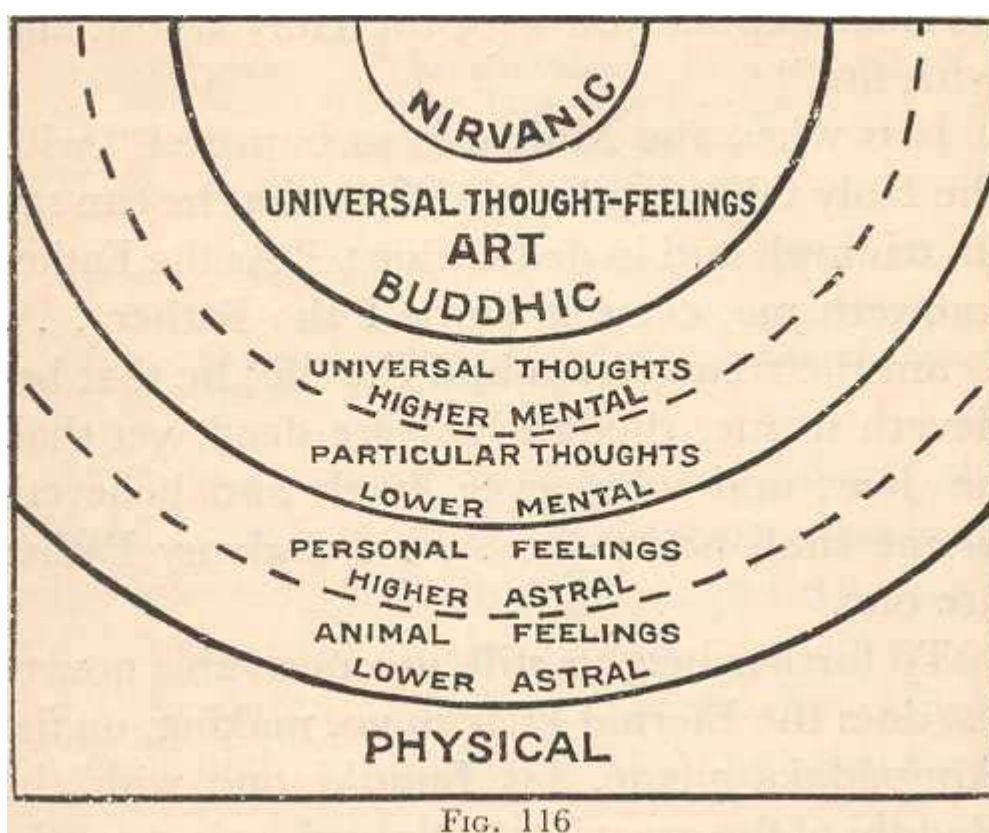 NIRVANIC
UNIVERSAL THOUGHT-FEELINGS
ART
BUDDHIC
UNIVERSAL THOUGHTS
HIGHER MENTAL
PARTICULAR THOUGHTS
LOWER MENTAL
PERSONAL FEELINGS
HIGHER ASTRAL
ANIMAL FEELINGS
LOWER ASTRAL
PHYSICAL
FIG. 116